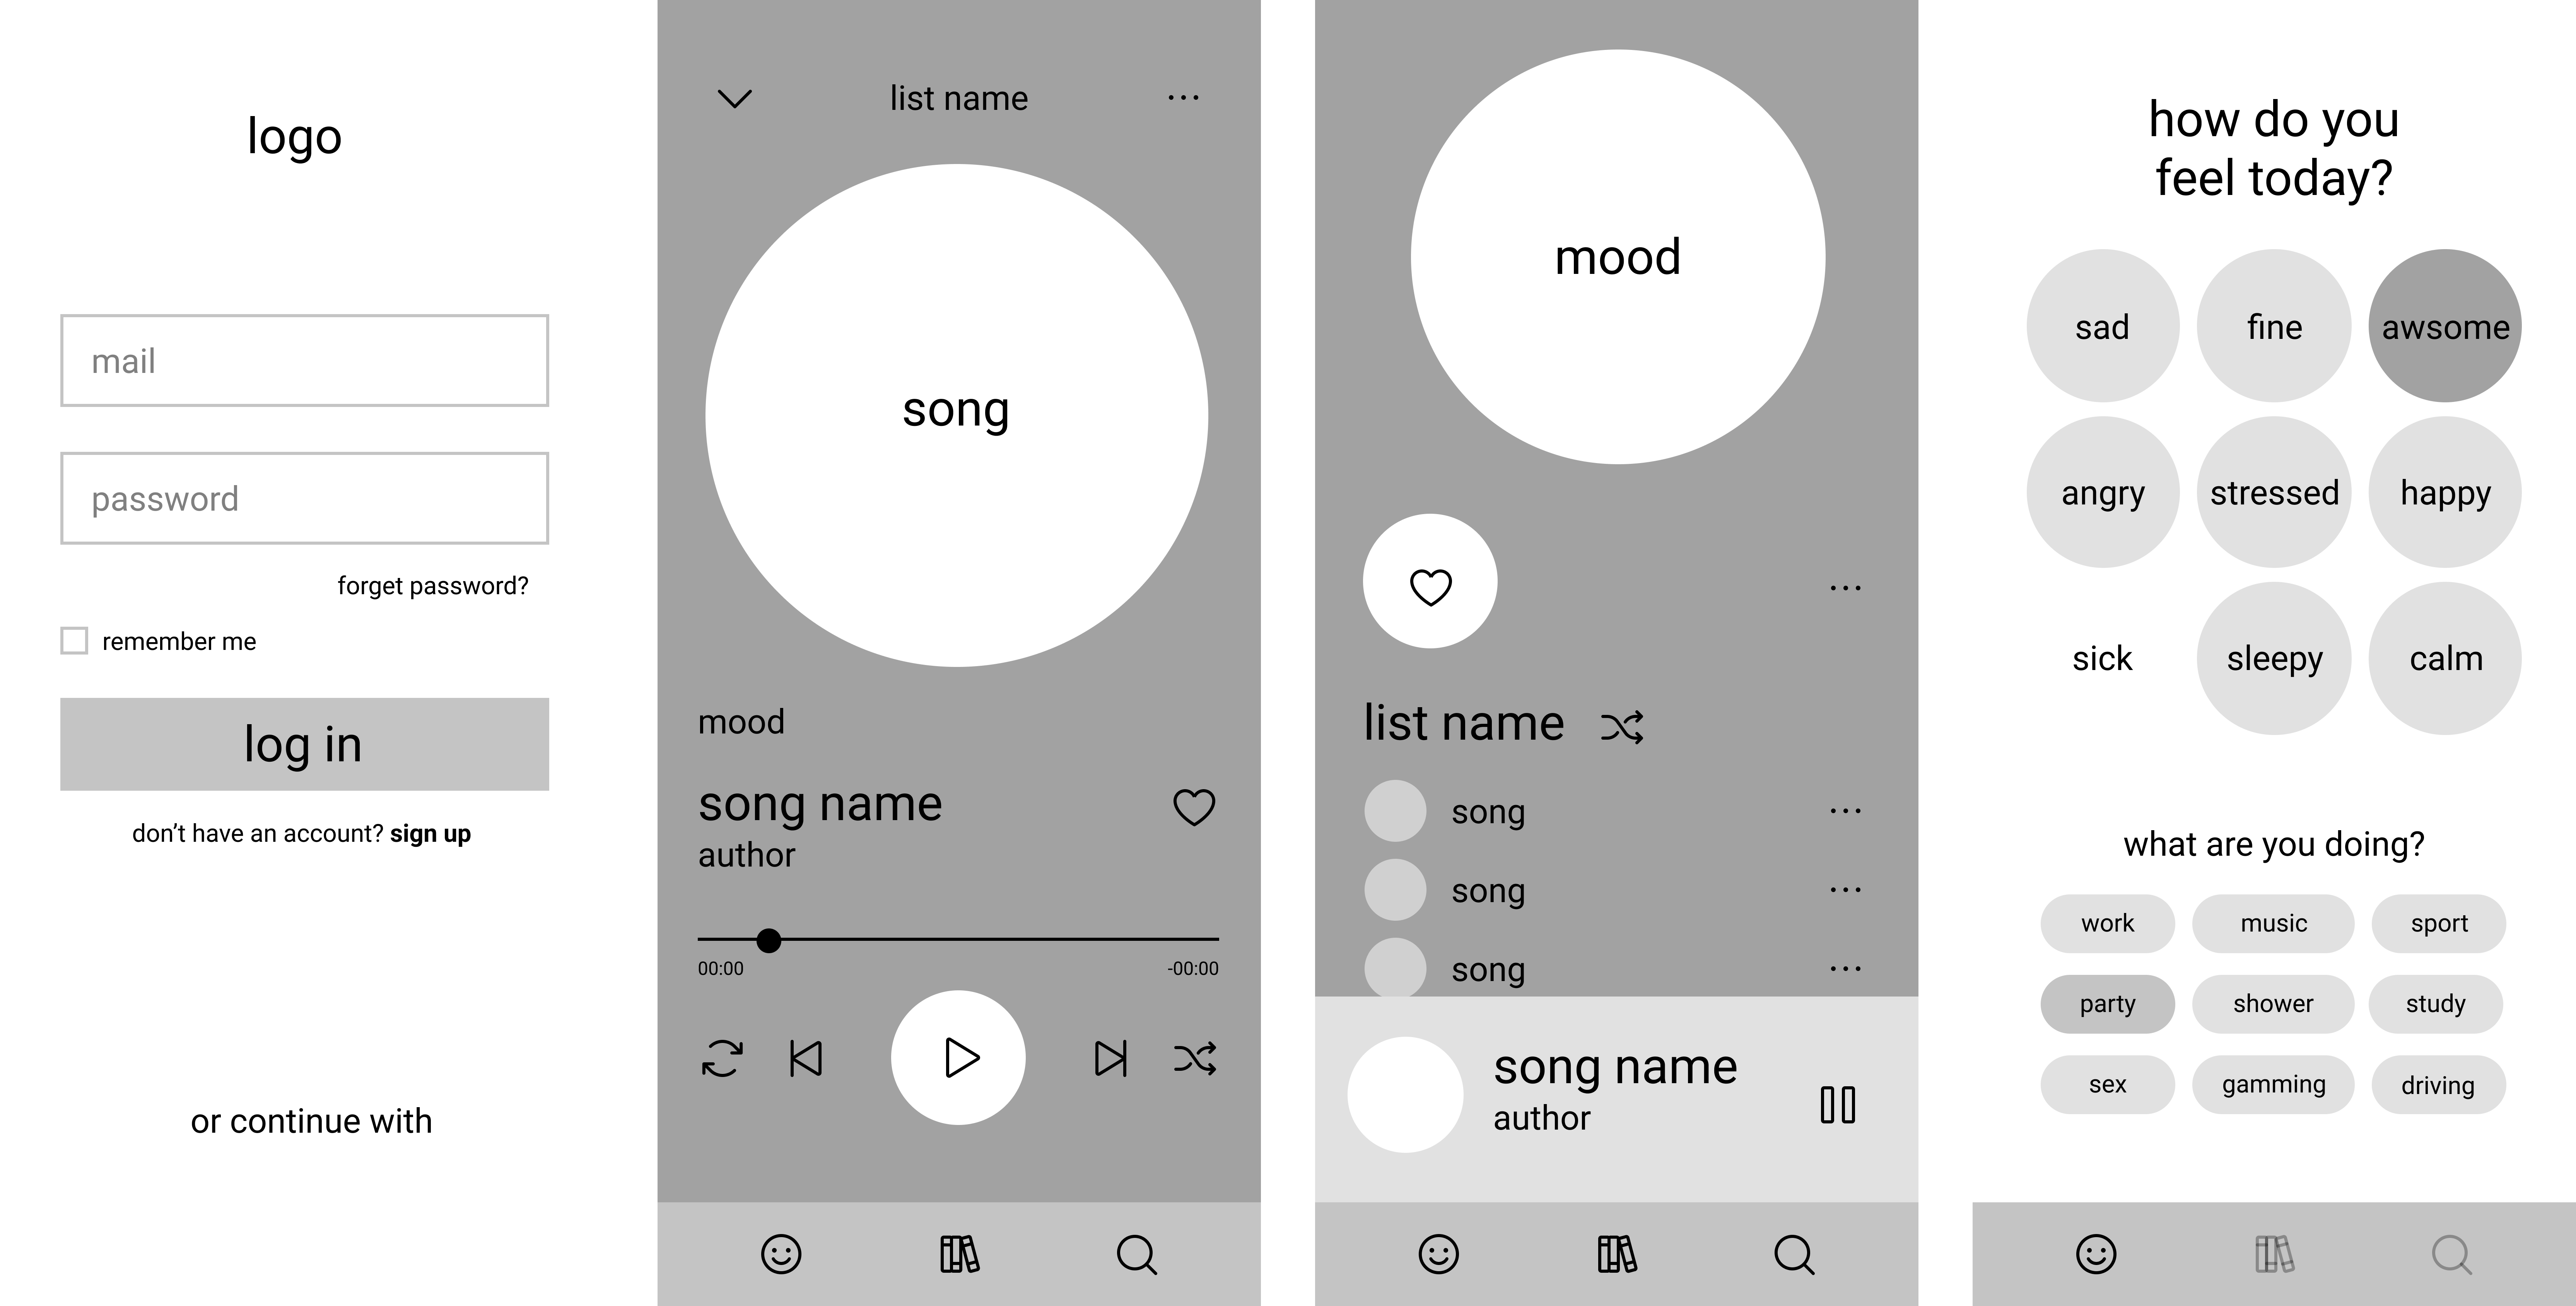 logo
mail
password
forget password?
remember me
log in
don’t have an account? sign up
or continue with
list name
song
mood
song name
author
00:00
-00:00
mood
list name
song
song
song
song name
author
how do you
feel today?
sad
fine
awsome
angry
stressed
happy
sick
sleepy
calm
what are you doing?
work
music
sport
party
shower
study
sex
gamming
driving